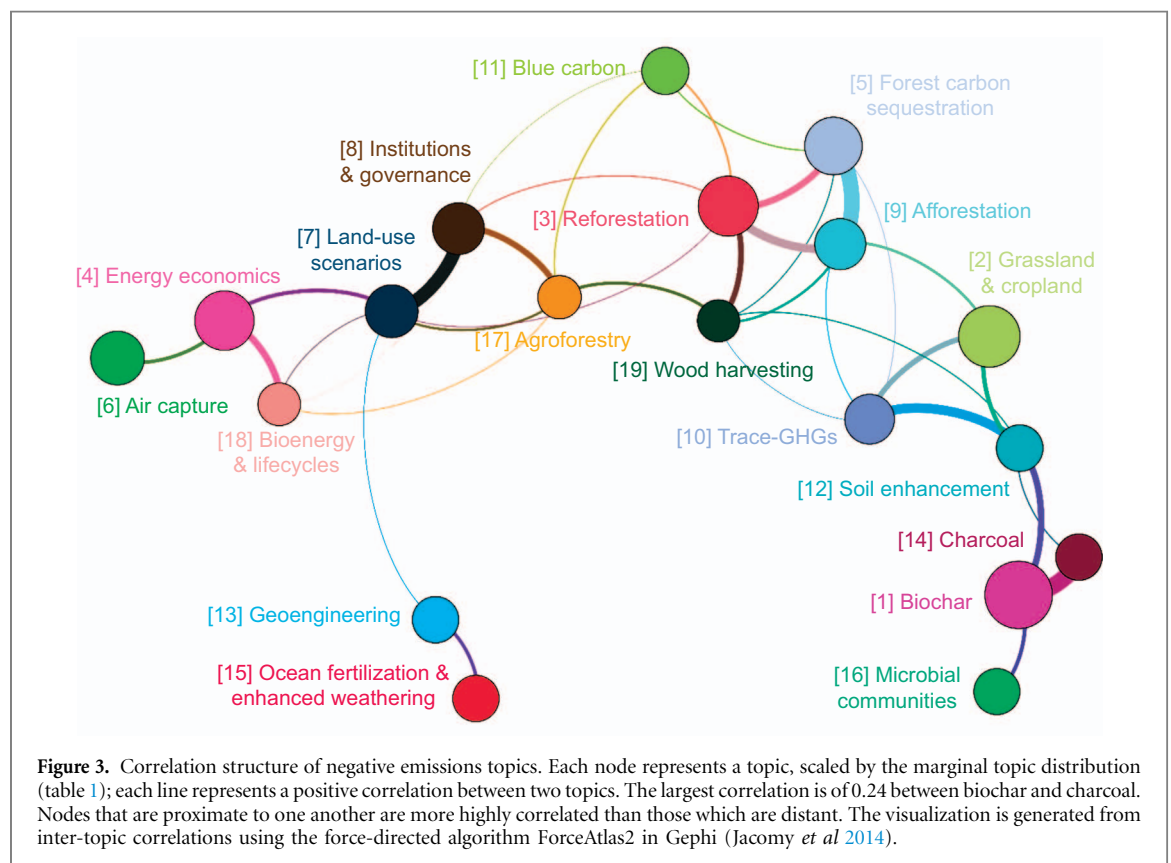 [11] Blue carbon
[5] Forest carbon
sequestration
[8] Institutions
& governance
[3] Reforestation
[9] Afforestation
[7] Land-use
scenarios
[2] Grassland
& cropland
[4] Energy economics
[17] Agroforestry
[19] Wood harvesting
[6] Air capture
[18] Bioenergy
& lifecycles
[10] Trace-GHGs
[12] Soil enhancement
[14] Charcoal
[1] Biochar
[13] Geoengineering
[15] Ocean fertilization &
enhanced weathering
[16] Microbial
communities
Figure 3. Correlation structure of negative emissions topics. Each node represents a topic, scaled by the marginal topic distribution
(table 1); each line represents a positive correlation between two topics. The largest correlation is of 0.24 between biochar and charcoal.
Nodes that are proximate to one another are more highly correlated than those which are distant. The visualization is generated from
inter-topic correlations using the force-directed algorithm ForceAtlas2 in Gephi (Jacomy et al 2014).